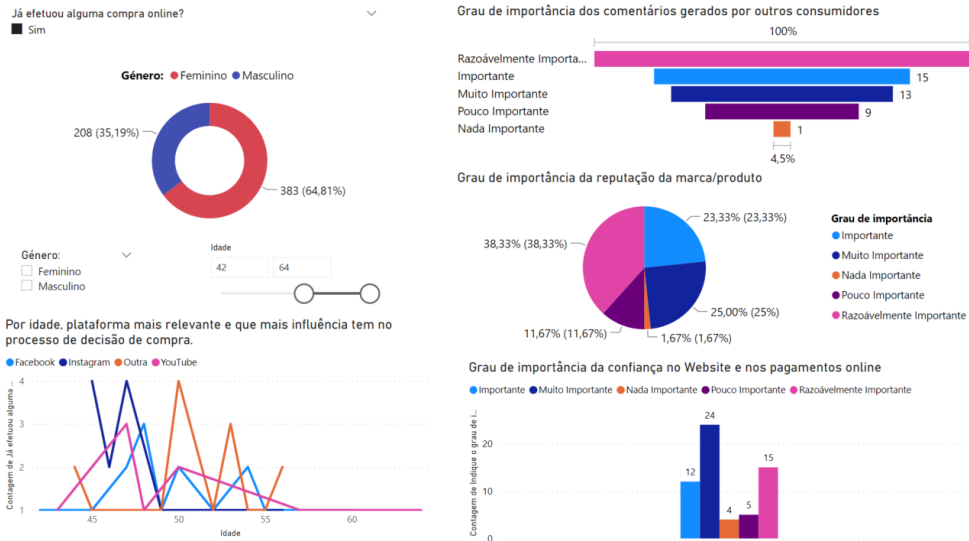 Já efetuou alguma compra online?
Sim
Género: Feminino Masculino
208 (35,19%)
383 (64,81%)
Género:
Feminino
Masculino
Idade
42 64
Por idade, plataforma mais relevante e que mais influência tem no
processo de decisão de compra.
Facebook Instagram Outra YouTube
Contagem de Já efetuou alguma ...
4
3
2
1
45 50 55 60
Idade
Grau de importância dos comentários gerados por outros consumidores
100%
Razoávelmente Importa...
Importante 15
Muito Importante 13
Pouco Importante 9
Nada Importante 1
4,5%
Grau de importância da reputação da marca/produto
23,33% (23,33%)
38,33% (38,33%)
25,00% (25%)
11,67% (11,67%)
1,67% (1,67%)
Grau de importância
Importante
Muito Importante
Nada Importante
Pouco Importante
Razoávelmente Importante
Grau de importância da confiança no Website e nos pagamentos online
Importante Muito Importante Nada Importante Pouco Importante Razoávelmente Importante
Contagem de Indique o grau de i...
20
10
0
12
24
4
5
15